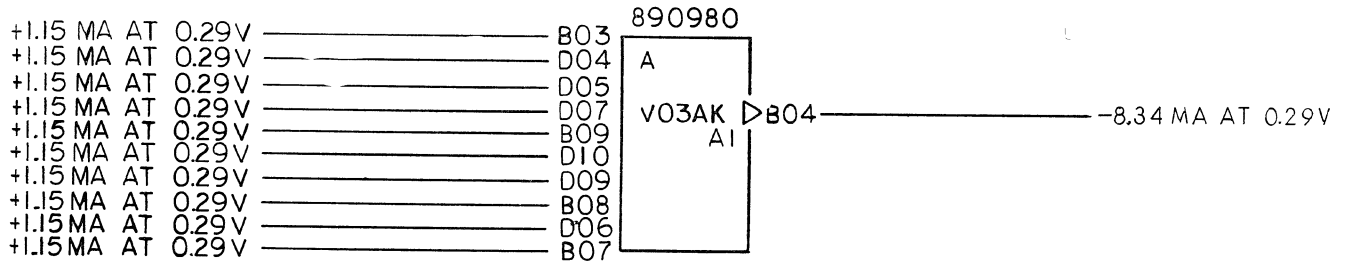 890980
+1.15 MA AT 0.29V B03
+1.15 MA AT 0.29V D04 A
+1.15 MA AT 0.29V D05
+1.15 MA AT 0.29V D07 V03AK B04 -8.34 MA AT 0.29V
+1.15 MA AT 0.29V B09 A1
+1.15 MA AT 0.29V D10
+1.15 MA AT 0.29V D09
+1.15 MA AT 0.29V B08
+1.15 MA AT 0.29V D06
+1.15 MA AT 0.29V B07